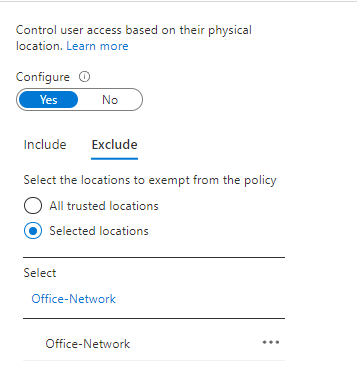 Control user access based on their physical
location. Learn more
Configure
Yes No
Include Exclude
Select the locations to exempt from the policy
All trusted locations
Selected locations
Select
Office-Network
Office-Network